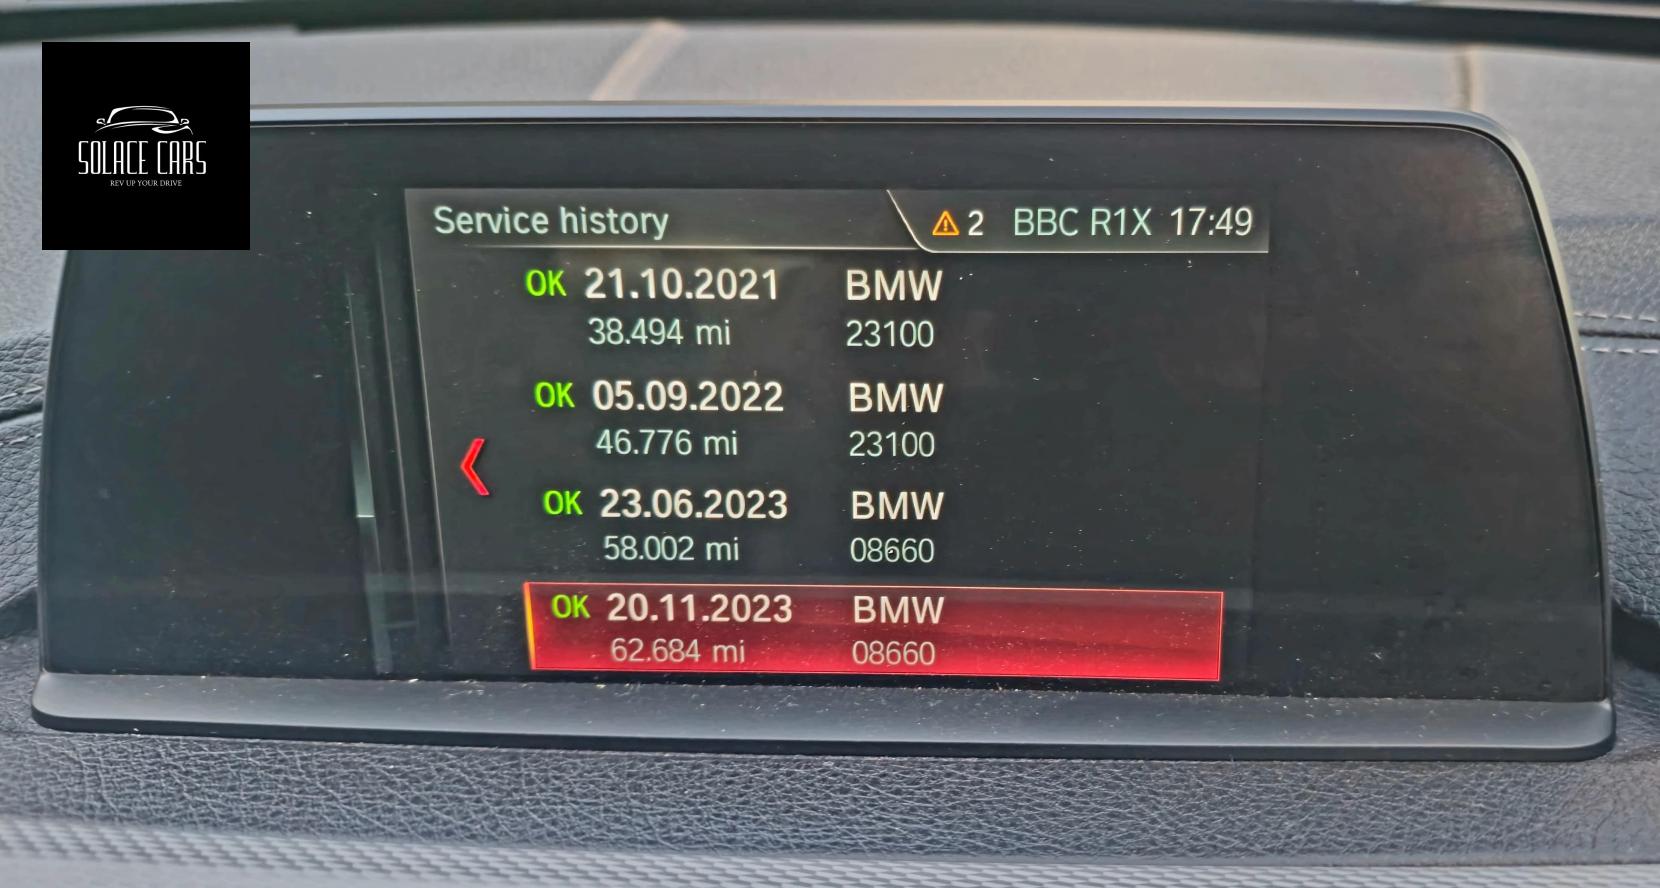 SOLACE CARS
REV UP YOUR DRIVE
Service history 2 BBC R1X 17:49
OK 21.10.2021 BMW
38.494 mi 23100
OK 05.09.2022 BMW
46.776 mi 23100
OK 23.06.2023 BMW
58.002 mi 08660
OK 20.11.2023 BMW
62.684 mi 08660